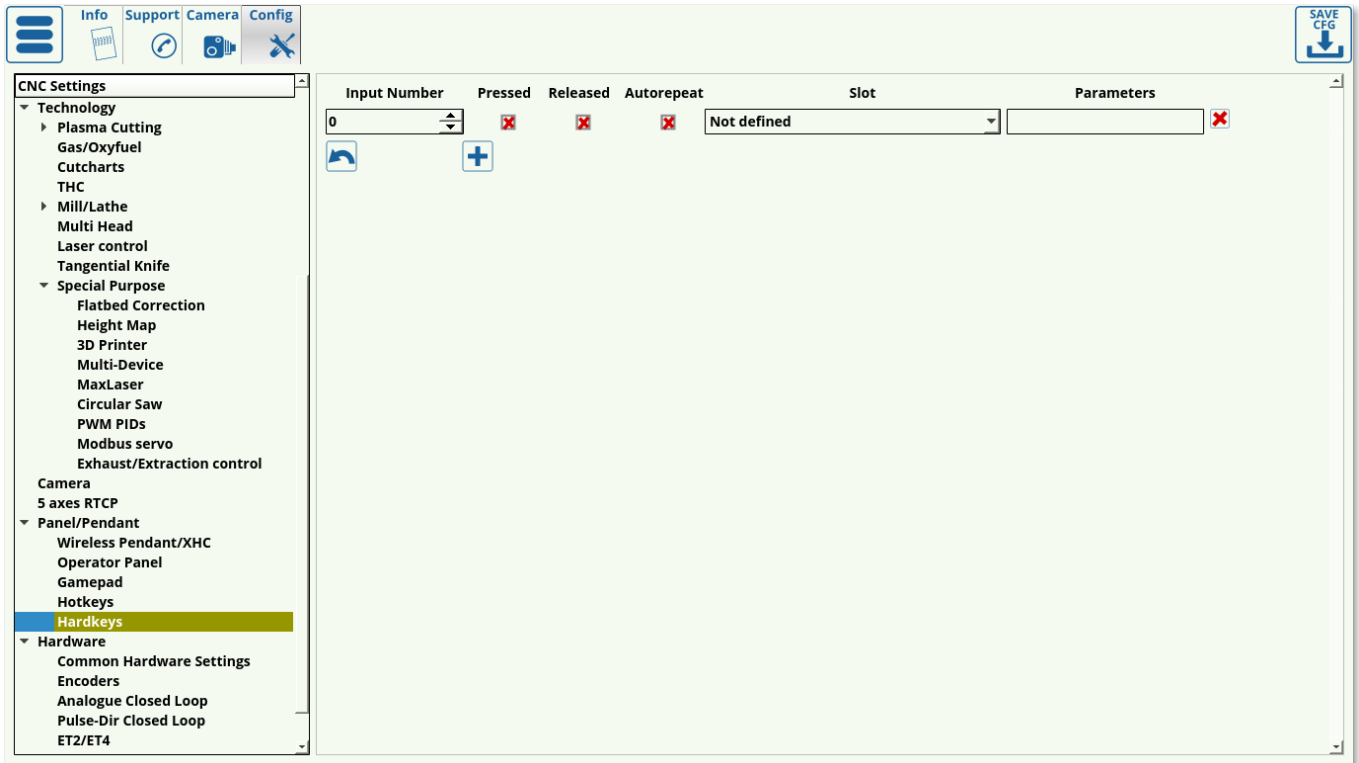 Info Support Camera Config
SAVE
CFG
CNC Settings
Technology
Plasma Cutting
Gas/Oxyfuel
Cutcharts
THC
Mill/Lathe
Multi Head
Laser control
Tangential Knife
Special Purpose
Flatbed Correction
Height Map
3D Printer
Multi-Device
MaxLaser
Circular Saw
PWM PIDs
Modbus servo
Exhaust/Extraction control
Camera
5 axes RTCP
Panel/Pendant
Wireless Pendant/XHC
Operator Panel
Gamepad
Hotkeys
Hardkeys
Hardware
Common Hardware Settings
Encoders
Analogue Closed Loop
Pulse-Dir Closed Loop
ET2/ET4
Input Number Pressed Released Autorepeat Slot Parameters
0 Not defined